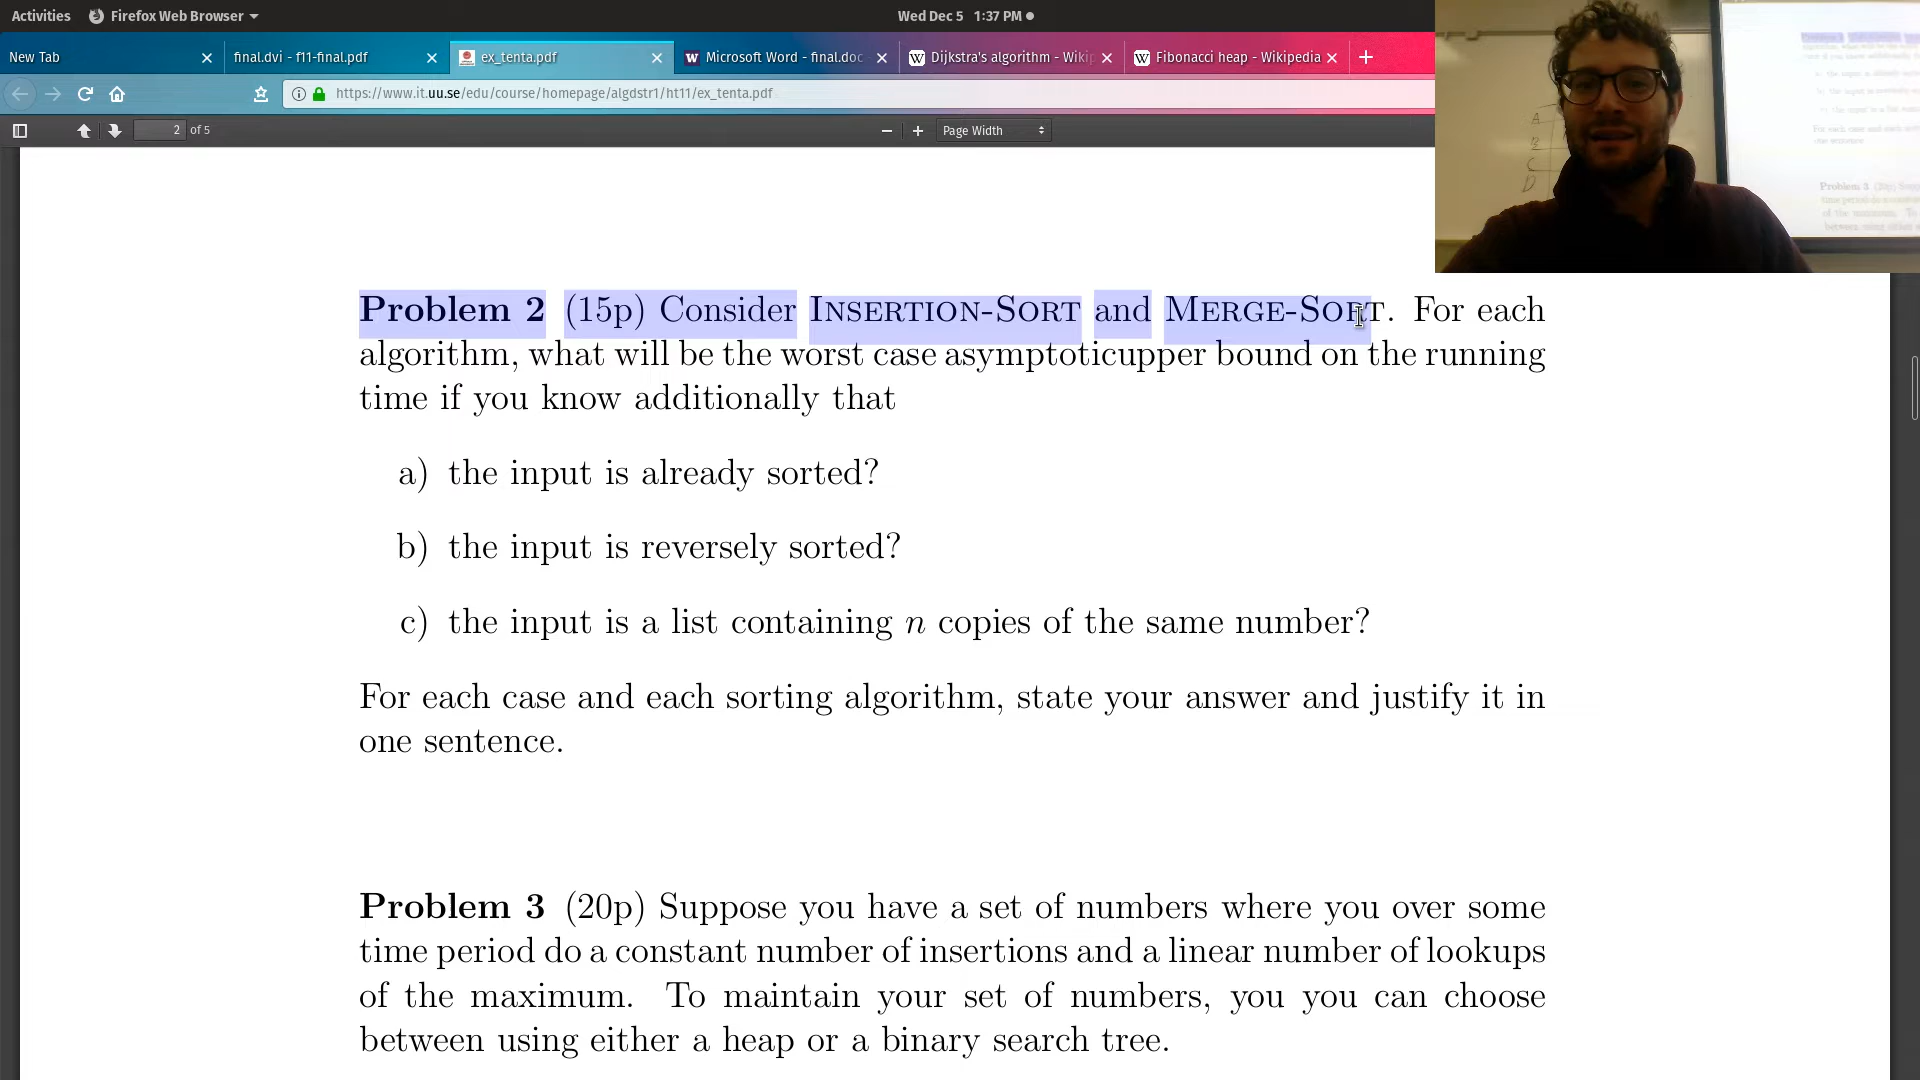 Activities Firefox Web Browser Wed Dec 5 1:37 PM
New Tab final.dvi - f11-final.pdf ex_tenta.pdf Microsoft Word - final.doc Dijkstra's algorithm - Wikip Fibonacci heap - Wikipedia
https://www.it.uu.se/edu/course/homepage/algdstr1/ht11/ex_tenta.pdf
2 of 5 Page Width
A
B
C
D
Problem 2 (15p) Consider INSERTION-SORT and MERGE-SORT. For each
algorithm, what will be the worst case asymptoticupper bound on the running
time if you know additionally that
a) the input is already sorted?
b) the input is reversely sorted?
c) the input is a list containing n copies of the same number?
For each case and each sorting algorithm, state your answer and justify it in
one sentence.
Problem 3 (20p) Suppose you have a set of numbers where you over some
time period do a constant number of insertions and a linear number of lookups
of the maximum. To maintain your set of numbers, you you can choose
between using either a heap or a binary search tree.